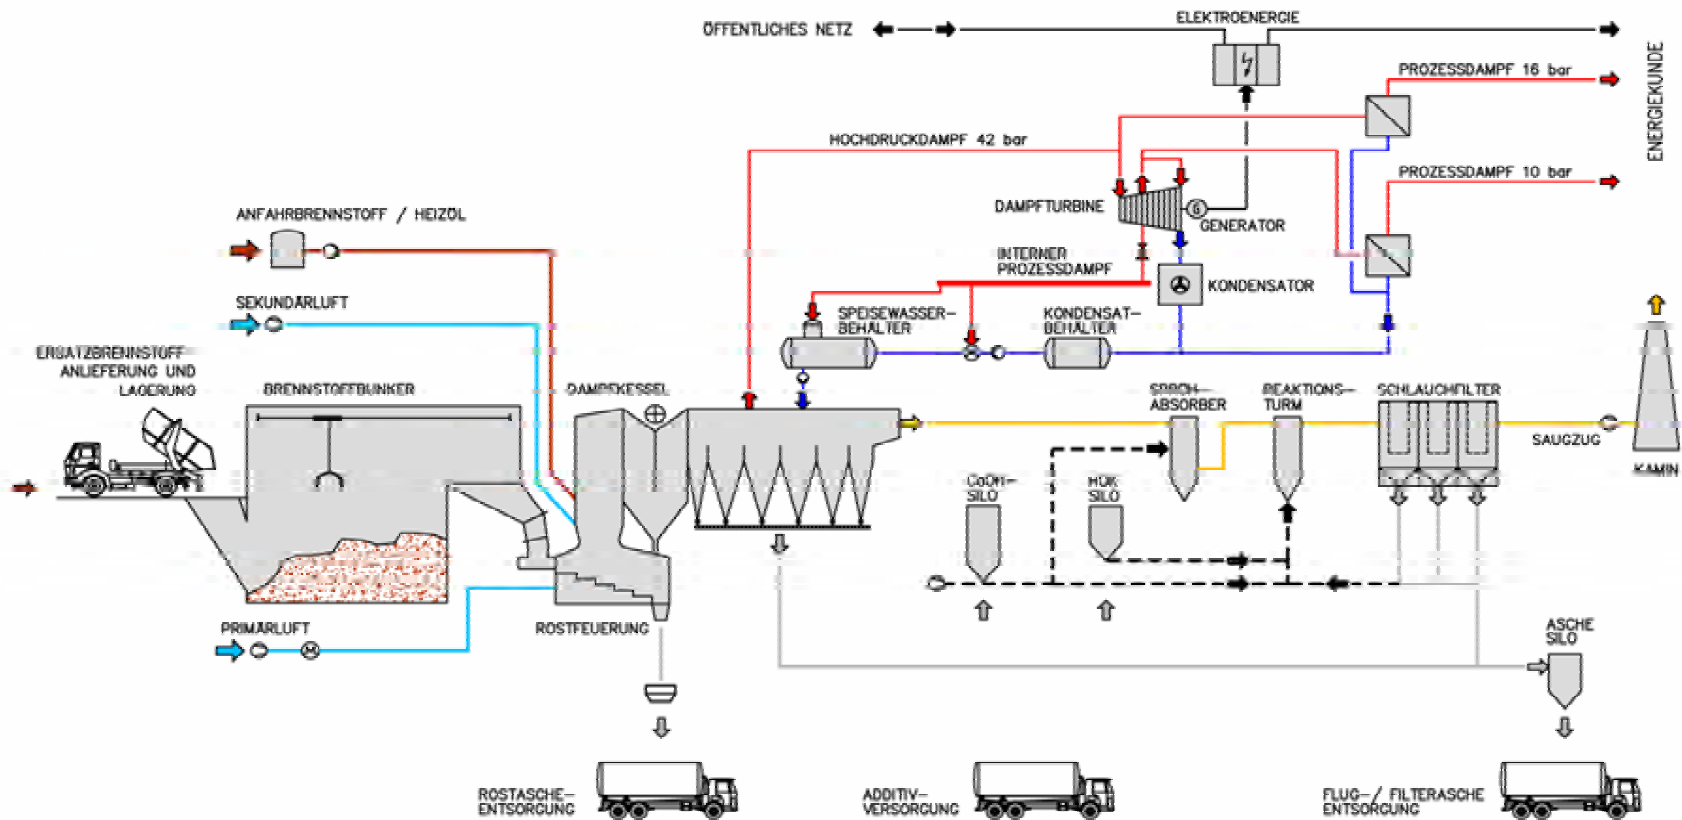 ELEKTROENERGIE
ÖFFENTLICHES NETZ
ENERGIEKUNDE
PROZESSDAMPF 16 bar
HOCHDRUCKDAMPF 42 bar
PROZESSDAMPF 10 bar
DAMPFTURBINE
G
GENERATOR
ANFAHRBRENNSTOFF / HEIZÖL
INTERNER
PROZESSDAMPF
KONDENSATOR
SEKUNDÄRLUFT
SPEISEWASSER-
BEHÄLTER
KONDENSAT-
BEHÄLTER
ERSATZBRENNSTOFF-
ANLIEFERUNG UND
LAGERUNG
BRENNSTOFFBUNKER
DAMPFKESSEL
SPRÜH-
ABSORBER
REAKTIONS-
TURM
SCHLAUCHFILTER
SAUGZUG
KAMIN
CaOH-
SILO
HOK
SILO
PRIMÄRLUFT
ROSTFEUERUNG
ASCHE
SILO
ROSTASCHE-
ENTSORGUNG
ADDITIV-
VERSORGUNG
FLUG-/ FILTERASCHE
ENTSORGUNG